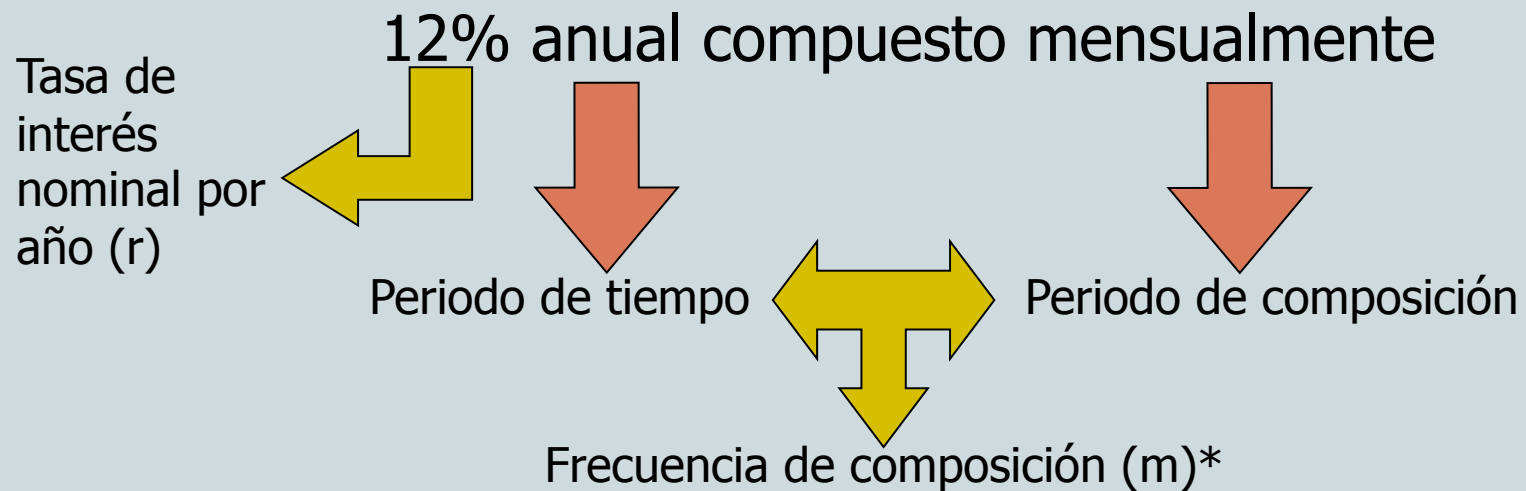 12% anual compuesto mensualmente
Tasa de
interés
nominal por
año (r)
Periodo de tiempo
Periodo de composición
Frecuencia de composición (m)*